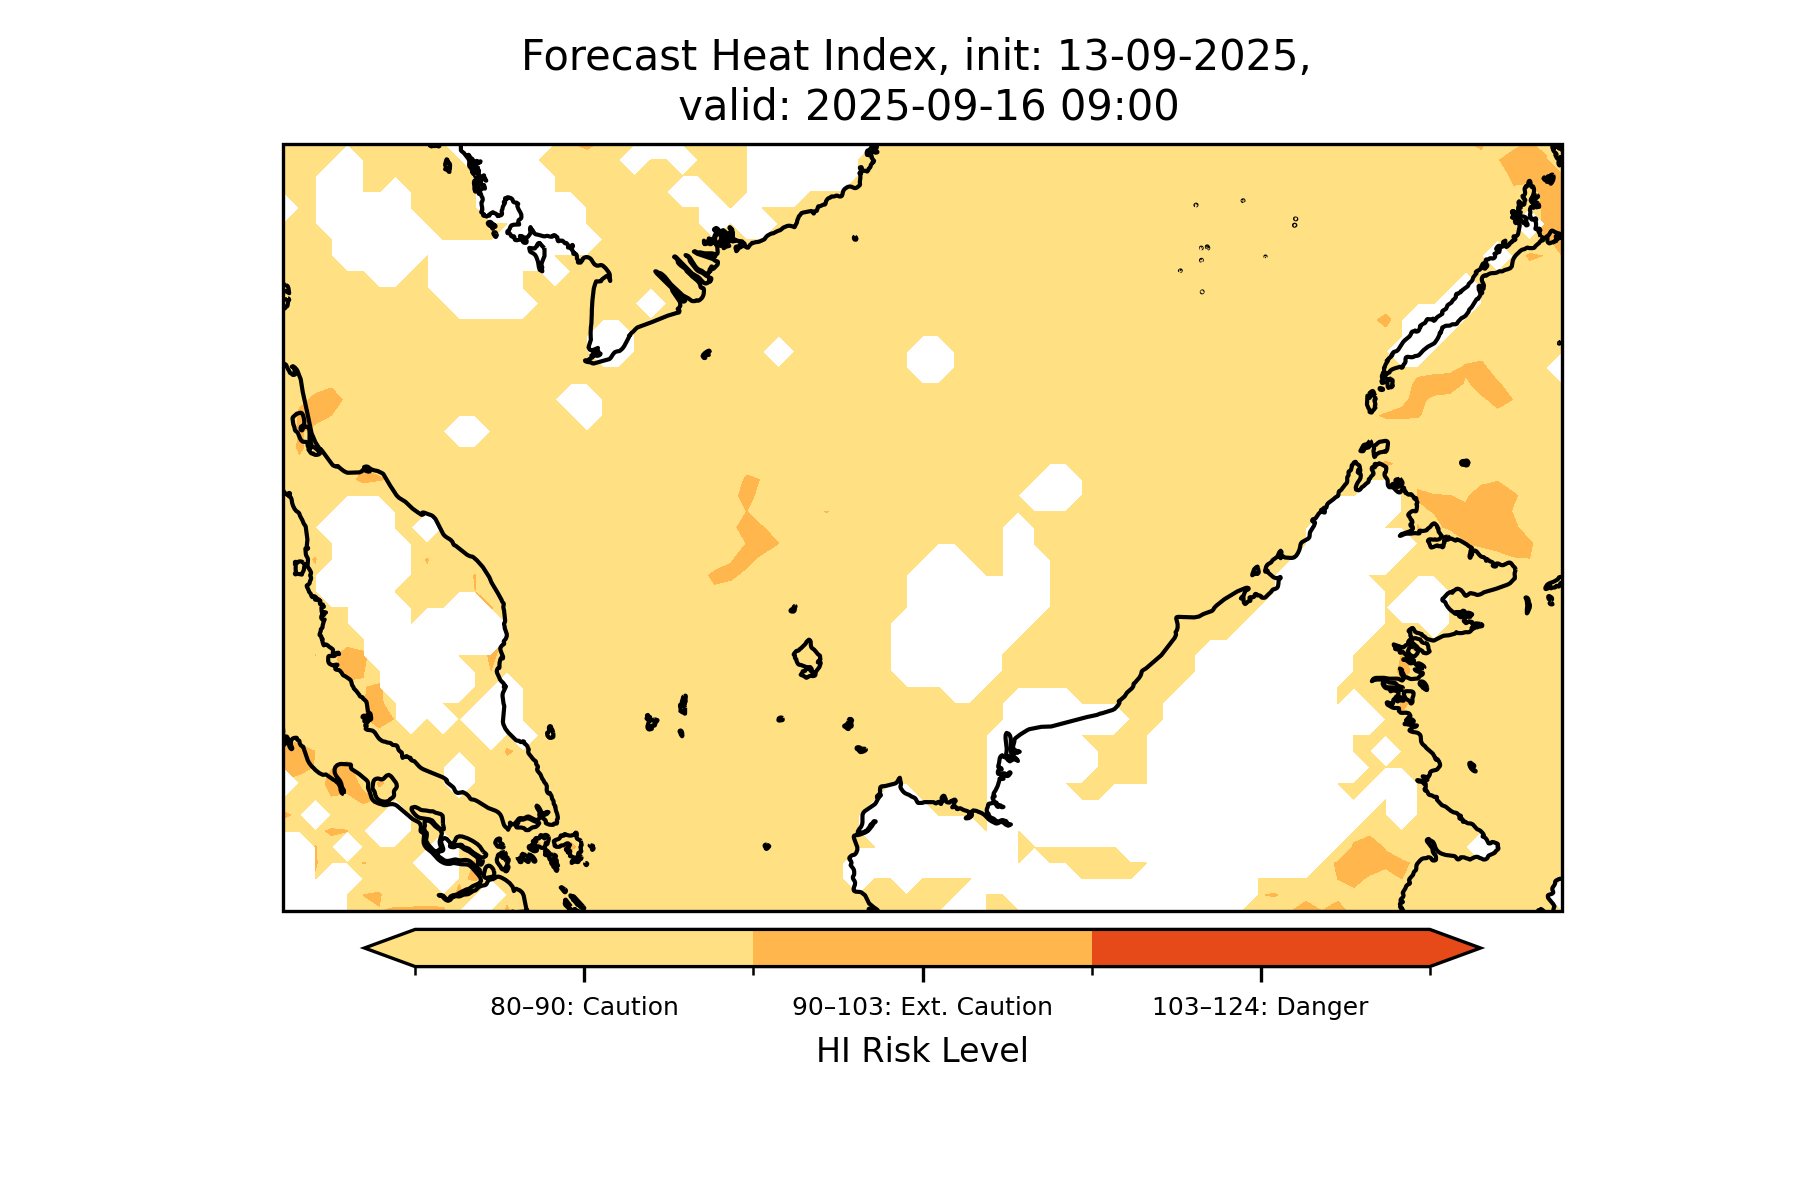 Forecast Heat Index, init: 13-09-2025,
valid: 2025-09-16 09:00
80–90: Caution
90–103: Ext. Caution
103–124: Danger
HI Risk Level